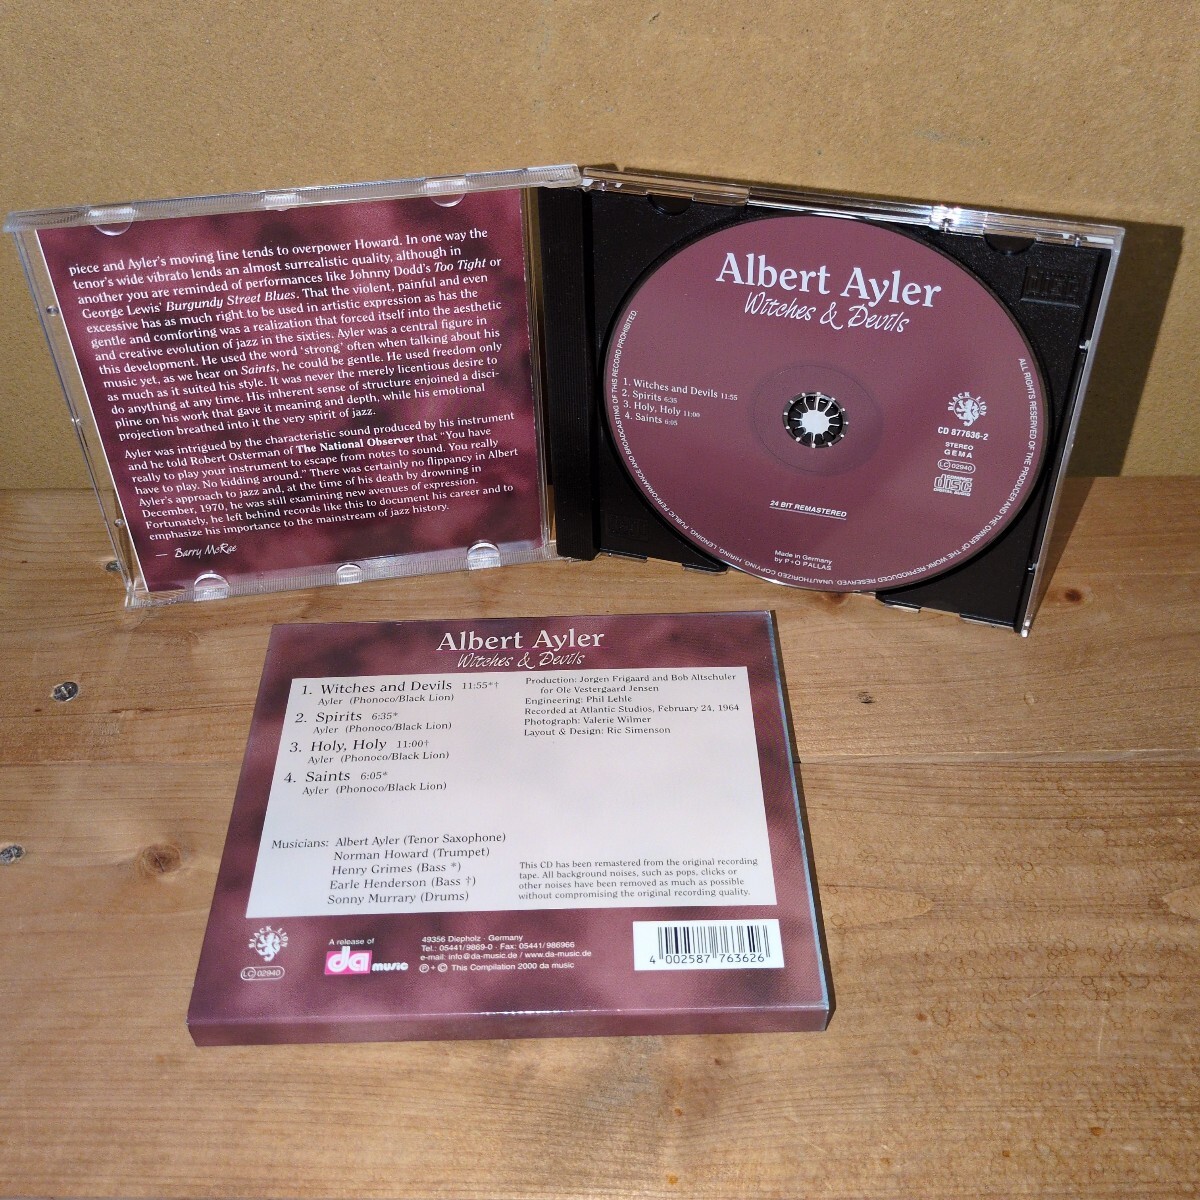 piece and Ayler's moving line tends to overpower Howard. In one way the
tenor's wide vibrato lends an almost surrealistic quality, although in
another you are reminded of performances like Johnny Dodd's Too Tight or
George Lewis' Burgundy Street Blues. That the violent, painful and even
excessive has as much right to be used in artistic expression as has the
gentle and comforting was a realization that forced itself into the aesthetic
and creative evolution of jazz in the sixties. Ayler was a central figure in
this development. He used the word 'strong' often when talking about his
music yet, as we hear on Saints, he could be gentle. He used freedom only
as much as it suited his style. It was never the merely licentious desire to
do anything at any time. His inherent sense of structure enjoined a disci-
pline on his work that gave it meaning and depth, while his emotional
projection breathed into it the very spirit of jazz.
Ayler was intrigued by the characteristic sound produced by his instrument
and he told Robert Osterman of The National Observer that "You have
really to play your instrument to escape from notes to sound. You really
have to play. No kidding around." There was certainly no flippancy in Albert
Ayler's approach to jazz and, at the time of his death by drowning in
December, 1970, he was still examining new avenues of expression.
Fortunately, he left behind records like this to document his career and to
emphasize his importance to the mainstream of jazz history.
— Barry McRae
Albert Ayler
Witches & Devils
1. Witches and Devils 11:55
2. Spirits 6:35
3. Holy, Holy 11:00
4. Saints 6:05
BLACK LION
CD 877636-2
STEREO
GEMA
LC 02940
COMPACT
disc
DIGITAL AUDIO
24 BIT REMASTERED
Made in Germany
by P+O PALLAS
ALL RIGHTS RESERVED OF THE PRODUCER AND THE OWNER OF THE WORK REPRODUCED RESERVED. UNAUTHORIZED COPYING, HIRING, LENDING, PUBLIC PERFORMANCE AND BROADCASTING OF THIS RECORD PROHIBITED
Albert Ayler
Witches & Devils
1. Witches and Devils 11:55*†
Ayler (Phonoco/Black Lion)
2. Spirits 6:35*
Ayler (Phonoco/Black Lion)
3. Holy, Holy 11:00†
Ayler (Phonoco/Black Lion)
4. Saints 6:05*
Ayler (Phonoco/Black Lion)
Production: Jorgen Frigaard and Bob Altschuler
for Ole Vestergaard Jensen
Engineering: Phil Lehle
Recorded at Atlantic Studios, February 24, 1964
Photograph: Valerie Wilmer
Layout & Design: Ric Simenson
Musicians: Albert Ayler (Tenor Saxophone)
Norman Howard (Trumpet)
Henry Grimes (Bass *)
Earle Henderson (Bass †)
Sonny Murrary (Drums)
This CD has been remastered from the original recording
tape. All background noises, such as pops, clicks or
other noises have been removed as much as possible
without compromising the original recording quality.
BLACK LION
LC 02940
A release of
da music
49356 Diepholz · Germany
Tel.: 05441/9869-0 · Fax: 05441/986966
e-mail: info@da-music.de / www.da-music.de
℗ + © This Compilation 2000 da music
4 002587 763626